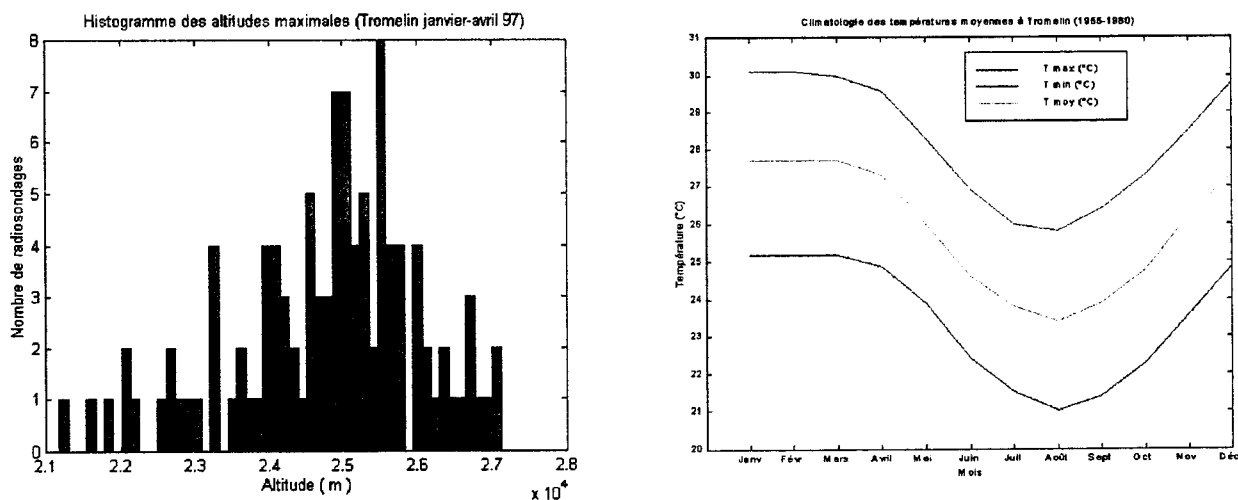 Histogramme des altitudes maximales (Tromelin janvier-avril 97)
8
7
6
5
4
3
2
1
0
Nombre de radiosondages
2.1 2.2 2.3 2.4 2.5 2.6 2.7 2.8
Altitude ( m )
x 10⁴
Climatologie des températures moyennes à Tromelin (1955-1980)
31
30
29
28
27
26
25
24
23
22
21
20
Température (°C)
T max (°C)
T min (°C)
T moy (°C)
Janv Févr Mars Avril Mai Juin Juil Août Sept Oct Nov Déc
Mois